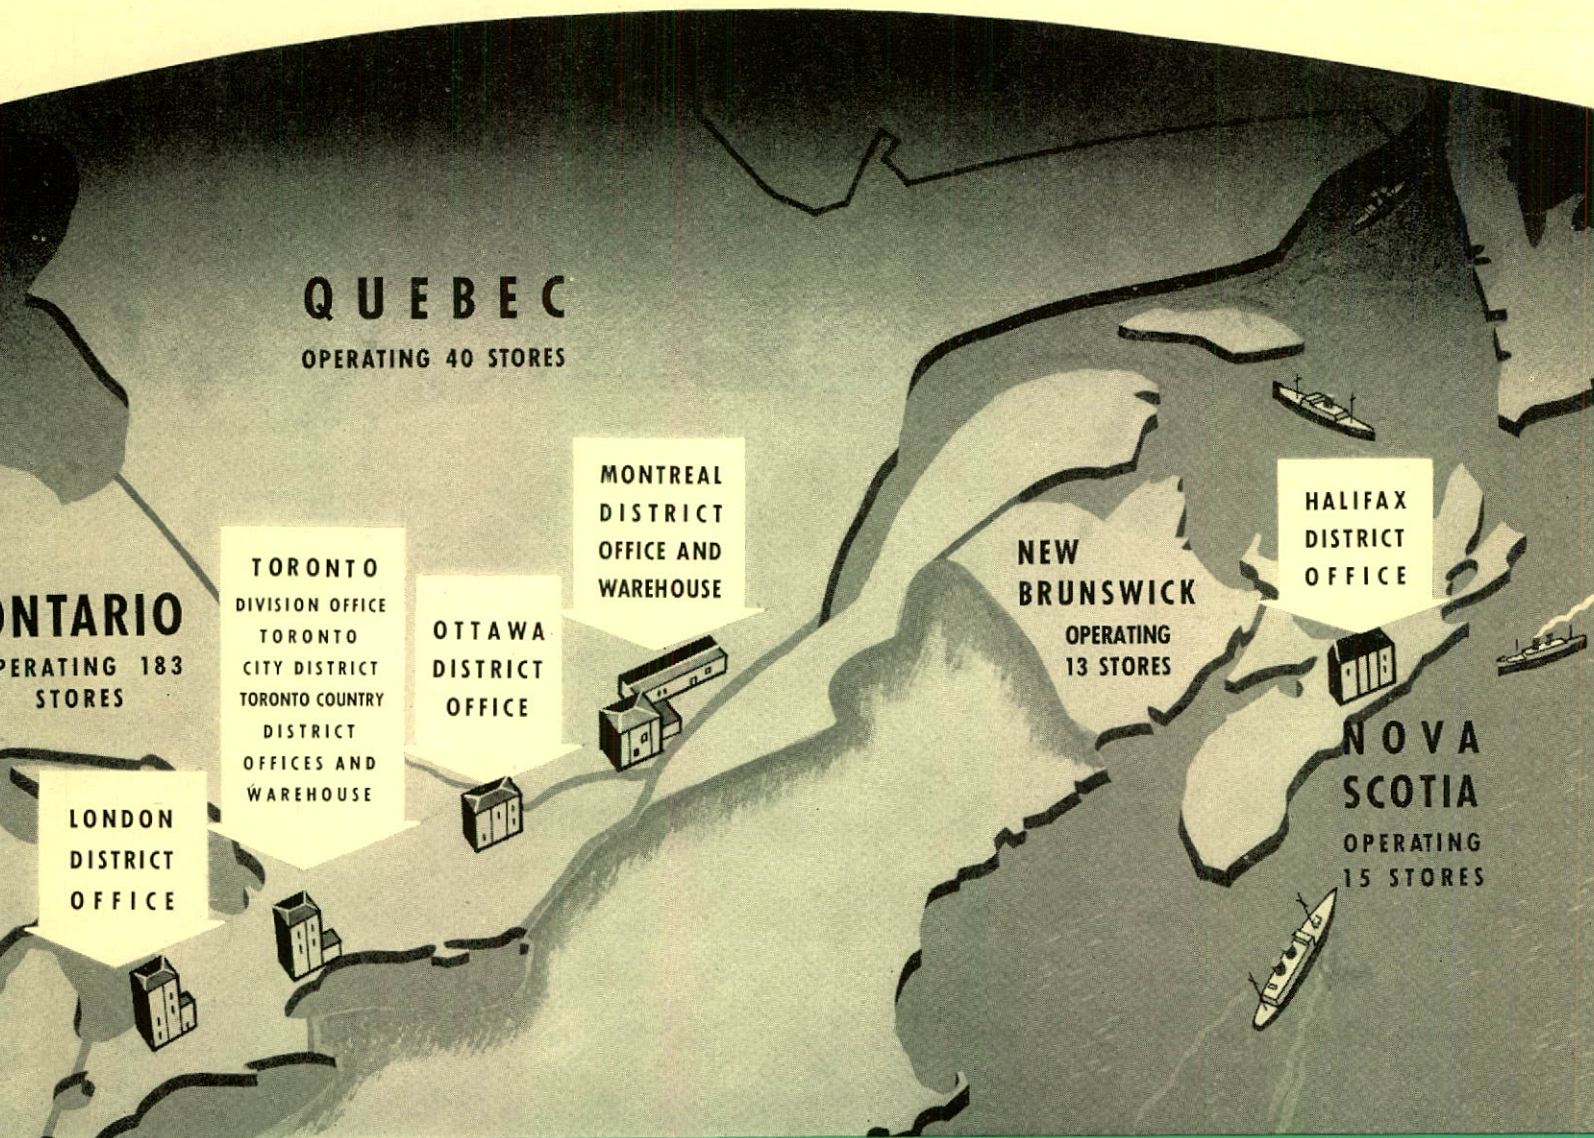 QUEBEC
OPERATING 40 STORES
MONTREAL
DISTRICT
OFFICE AND
WAREHOUSE
HALIFAX
DISTRICT
OFFICE
NEW
BRUNSWICK
OPERATING
13 STORES
TORONTO
DIVISION OFFICE
TORONTO
CITY DISTRICT
TORONTO COUNTRY
DISTRICT
OFFICES AND
WAREHOUSE
OTTAWA
DISTRICT
OFFICE
ONTARIO
PERATING 183
STORES
NOVA
SCOTIA
OPERATING
15 STORES
LONDON
DISTRICT
OFFICE